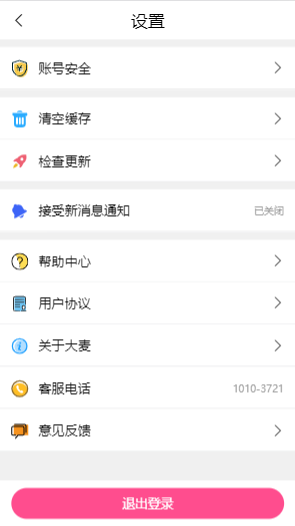 设置
账号安全
清空缓存
检查更新
接受新消息通知 已关闭
帮助中心
用户协议
关于大麦
客服电话 1010-3721
意见反馈
退出登录